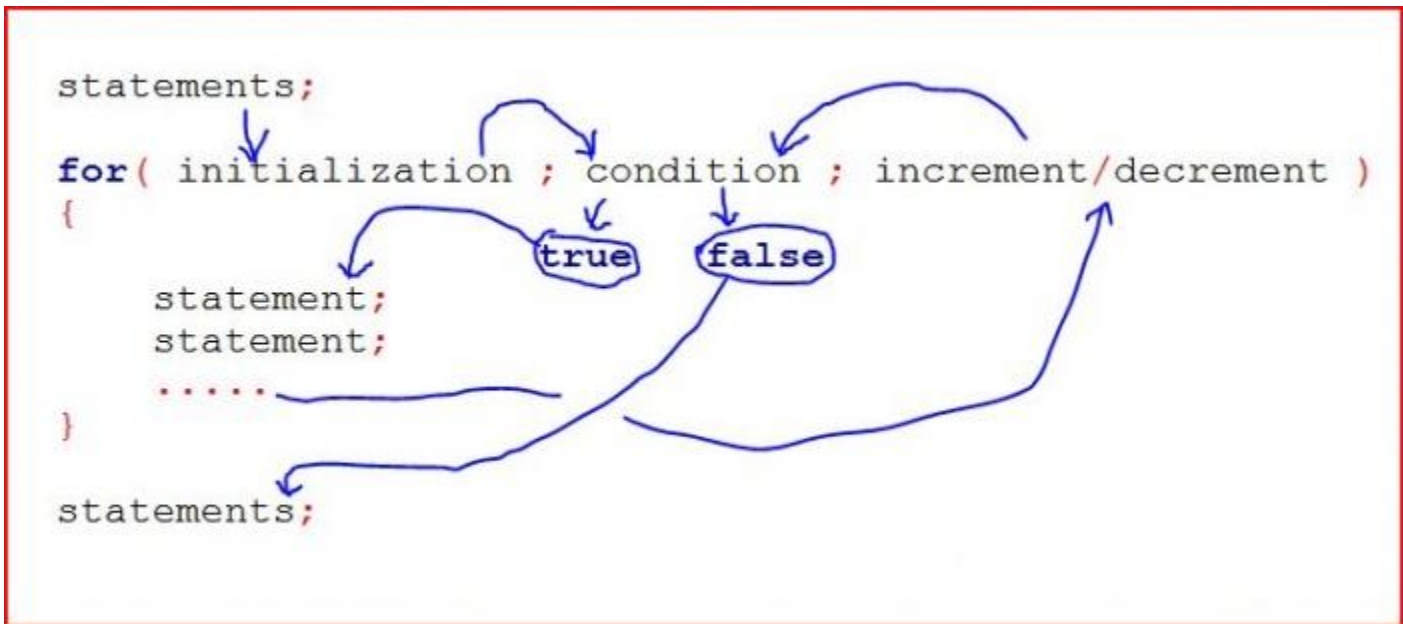 statements;
for( initialization ; condition ; increment/decrement )
{
true false
statement;
statement;
.....
}
statements;